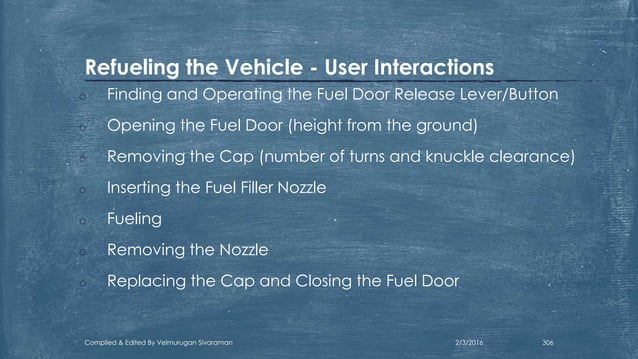 Refueling the Vehicle - User Interactions
o Finding and Operating the Fuel Door Release Lever/Button
o Opening the Fuel Door (height from the ground)
o Removing the Cap (number of turns and knuckle clearance)
o Inserting the Fuel Filler Nozzle
o Fueling
o Removing the Nozzle
o Replacing the Cap and Closing the Fuel Door
Complied & Edited By Velmurugan Sivaraman 2/3/2016 306